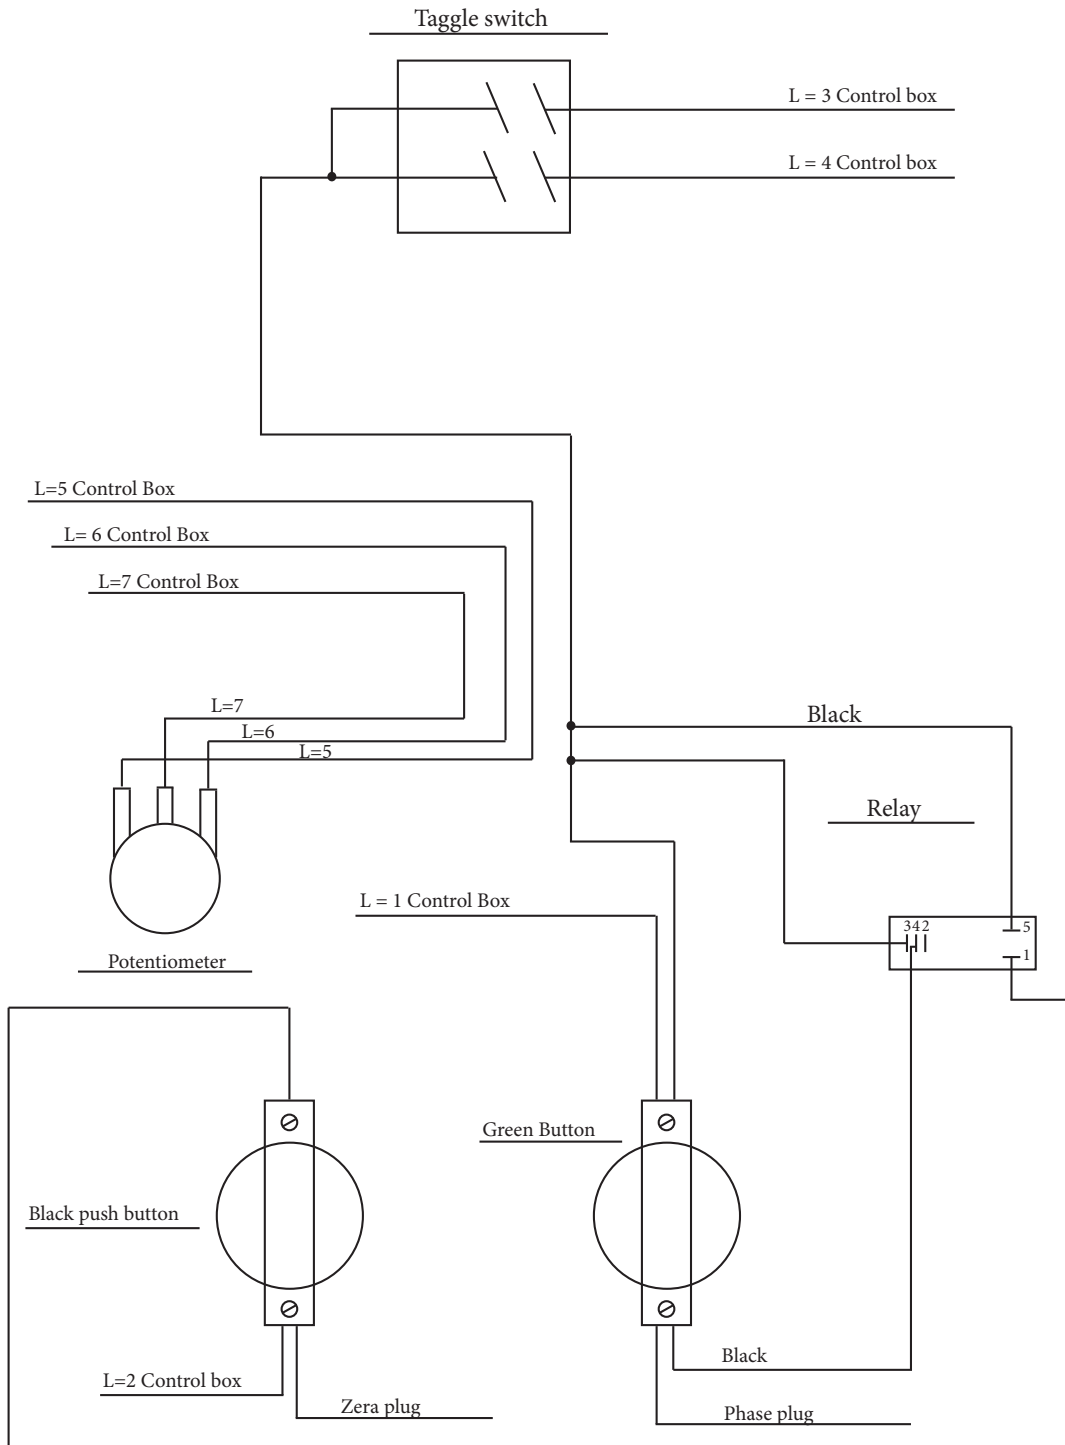 Taggle switch
L = 3 Control box
L = 4 Control box
L=5 Control Box
L= 6 Control Box
L=7 Control Box
L=7
L=6
L=5
Black
Relay
342
5
1
L = 1 Control Box
Potentiometer
Green Button
Black push button
Black
L=2 Control box
Zera plug
Phase plug